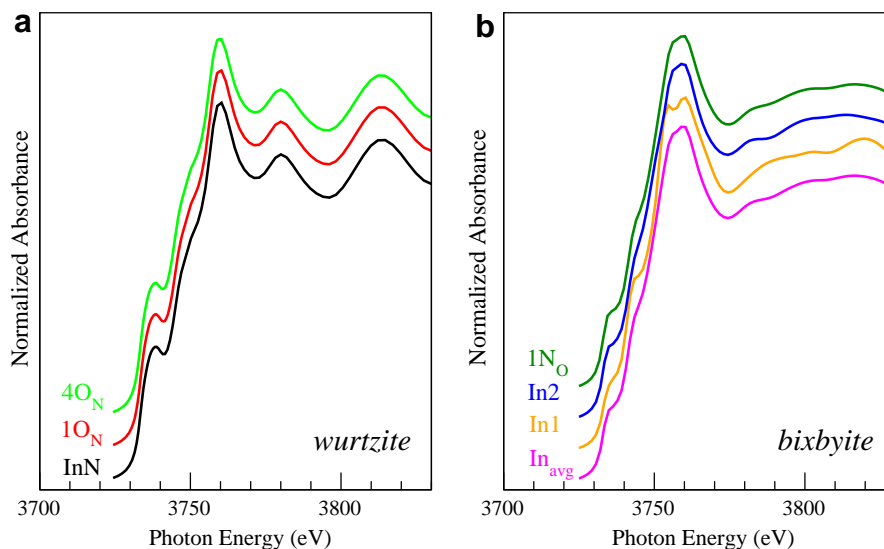 a
Normalized Absorbance
4O_N
1O_N
InN
wurtzite
3700 3750 3800
Photon Energy (eV)
b
Normalized Absorbance
1N_O
In2
In1
In_avg
bixbyite
3700 3750 3800
Photon Energy (eV)